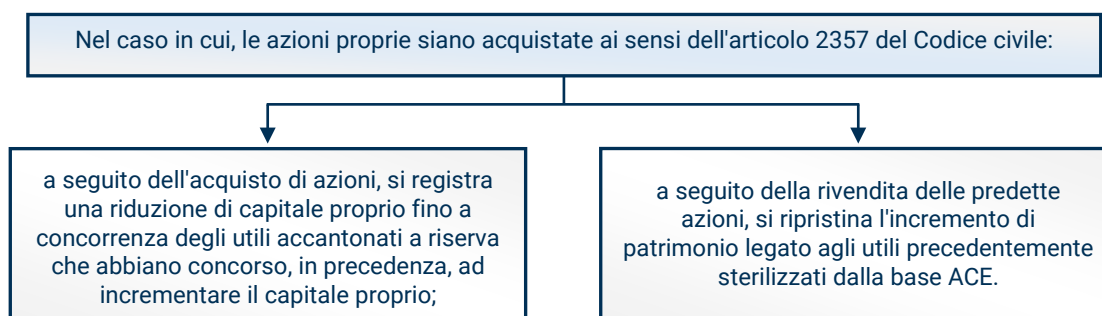 Nel caso in cui, le azioni proprie siano acquistate ai sensi dell'articolo 2357 del Codice civile:
a seguito dell'acquisto di azioni, si registra
una riduzione di capitale proprio fino a
concorrenza degli utili accantonati a riserva
che abbiano concorso, in precedenza, ad
incrementare il capitale proprio;
a seguito della rivendita delle predette
azioni, si ripristina l'incremento di
patrimonio legato agli utili precedentemente
sterilizzati dalla base ACE.